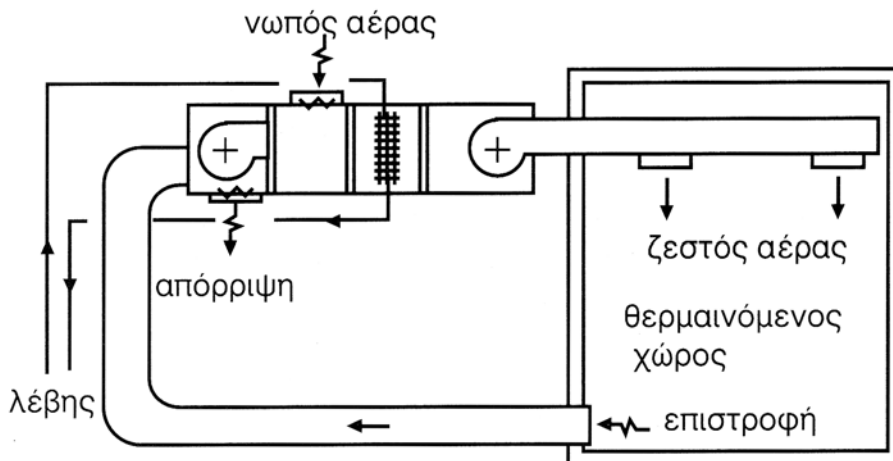 νωπός αέρας
ζεστός αέρας
απόρριψη
θερμαινόμενος
χώρος
λέβης
επιστροφή